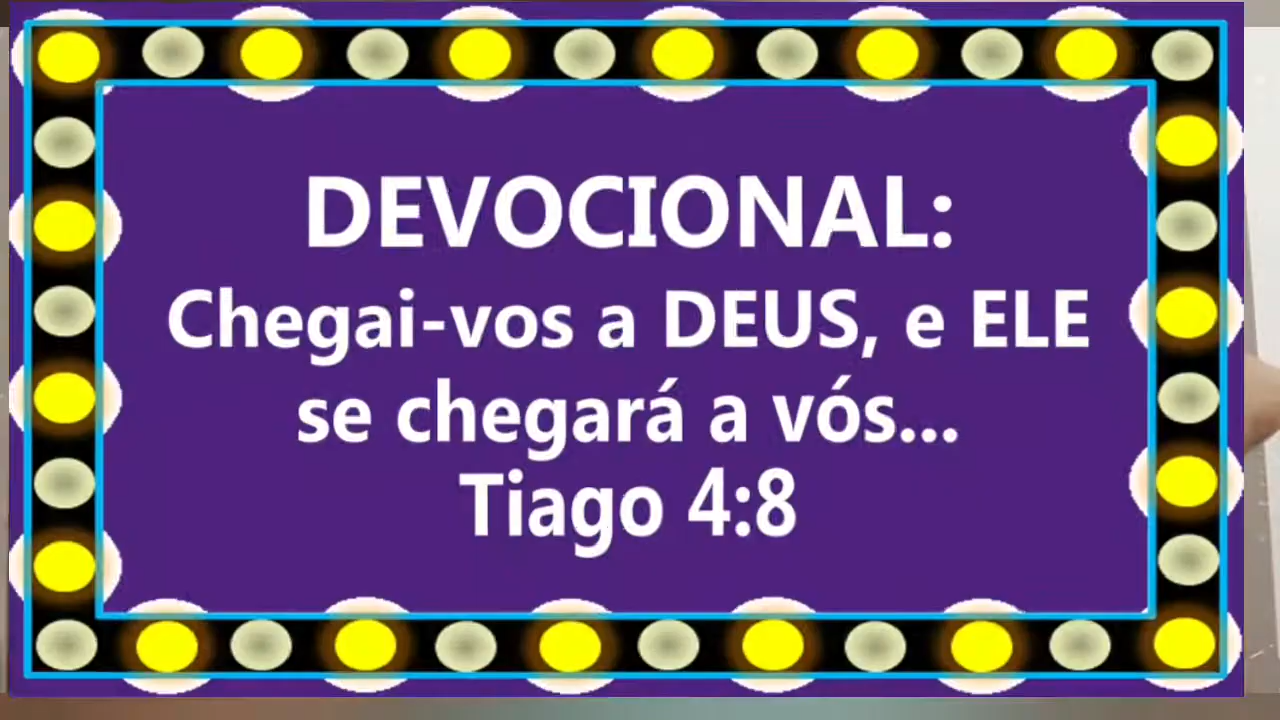 DEVOCIONAL:
Chegai-vos a DEUS, e ELE
se chegará a vós...
Tiago 4:8